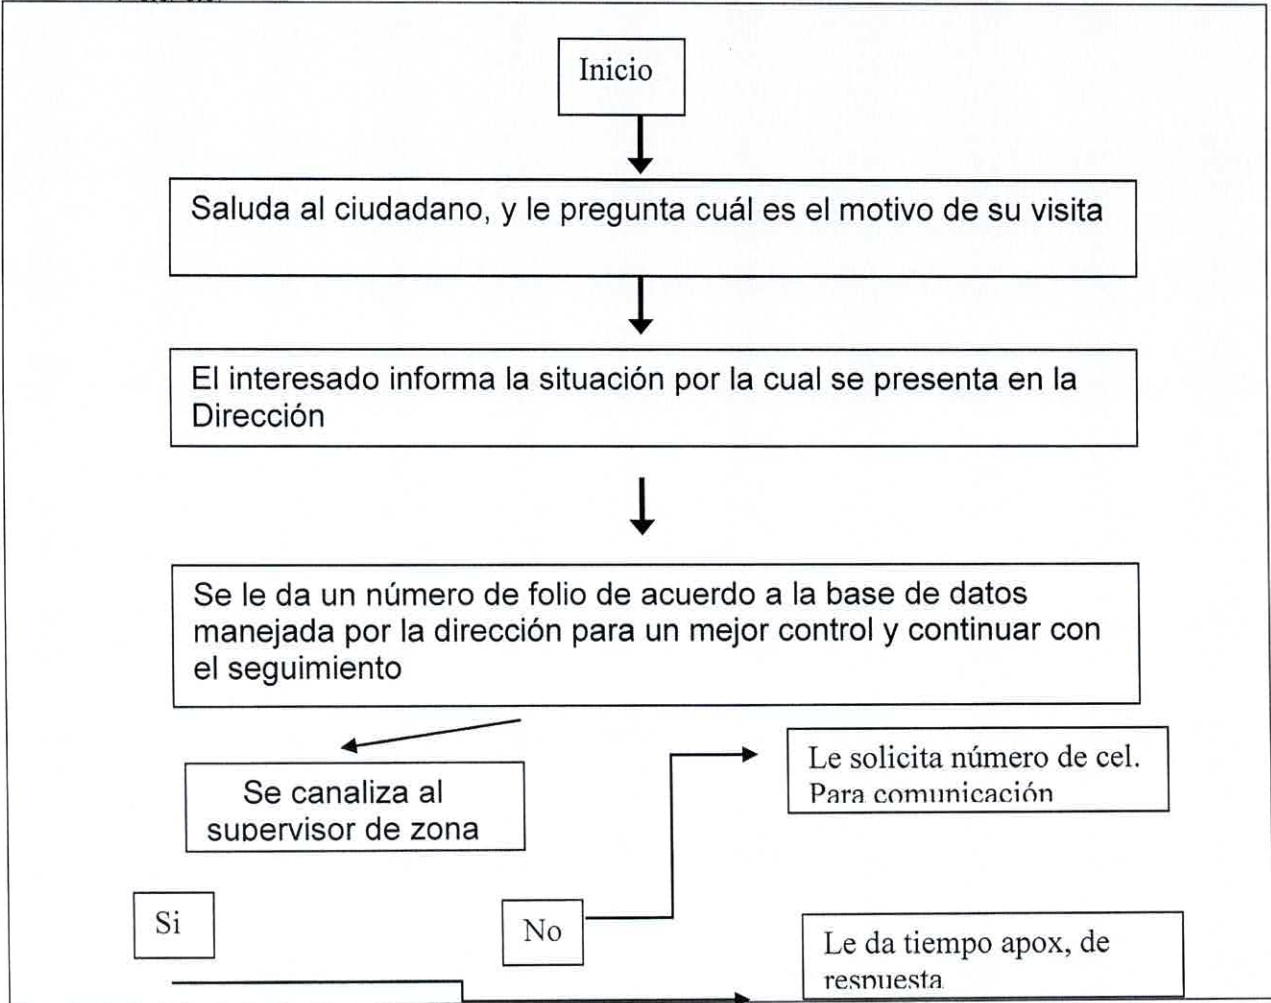 Inicio
Saluda al ciudadano, y le pregunta cuál es el motivo de su visita
El interesado informa la situación por la cual se presenta en la
Dirección
Se le da un número de folio de acuerdo a la base de datos
manejada por la dirección para un mejor control y continuar con
el seguimiento
Se canaliza al
supervisor de zona
Le solicita número de cel.
Para comunicación
Si
No
Le da tiempo apox, de
respuesta